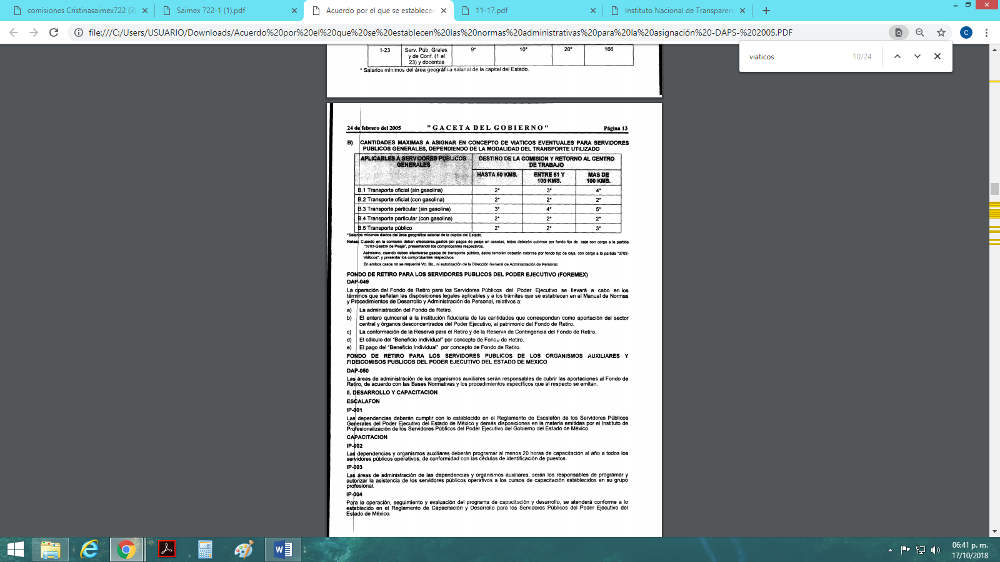 comisiones Cristinasaimex722 (3)
Saimex 722-1 (1).pdf
Acuerdo por el que se establecen
11-17.pdf
Instituto Nacional de Transparen
file:///C:/Users/USUARIO/Downloads/Acuerdo%20por%20el%20que%20se%20establecen%20las%20normas%20administrativas%20para%20la%20asignación%20-DAPS-%202005.PDF
C
viaticos 10/24
1-23 Serv. Púb. Grales. y de Conf. (1 al 23) y docentes 9* 10* 20* 166
* Salarios mínimos del área geográfica salarial de la capital del Estado.
24 de febrero del 2005 "GACETA DEL GOBIERNO" Página 13
B) CANTIDADES MAXIMAS A ASIGNAR EN CONCEPTO DE VIATICOS EVENTUALES PARA SERVIDORES
PUBLICOS GENERALES, DEPENDIENDO DE LA MODALIDAD DEL TRANSPORTE UTILIZADO
APLICABLES A SERVIDORES PUBLICOS GENERALES
DESTINO DE LA COMISION Y RETORNO AL CENTRO DE TRABAJO
HASTA 50 KMS. ENTRE 51 Y 100 KMS. MAS DE 100 KMS.
B.1 Transporte oficial (sin gasolina) 2* 3* 4*
B.2 Transporte oficial (con gasolina) 2* 2* 2*
B.3 Transporte particular (sin gasolina) 3* 4* 5*
B.4 Transporte particular (con gasolina) 2* 2* 2*
B.5 Transporte público 2* 2* 3*
*Salarios mínimos diarios del área geográfica salarial de la capital del Estado.
Notas: Cuando en la comisión deban efectuarse gastos por pagos de peaje en casetas, éstos deberán cubrirse por fondo fijo de caja con cargo a la partida
"3703-Gastos de Peaje", presentando los comprobantes respectivos.
Asimismo, cuando deban efectuarse gastos de transporte público, éstos también deberán cubrirse por fondo fijo de caja, con cargo a la partida "3702-
Viáticos", y presentar los comprobantes respectivos.
En ambos casos no se requerirá Vo. Bo., ni autorización de la Dirección General de Administración de Personal.
FONDO DE RETIRO PARA LOS SERVIDORES PUBLICOS DEL PODER EJECUTIVO (FOREMEX)
DAP-049
La operación del Fondo de Retiro para los Servidores Públicos del Poder Ejecutivo se llevará a cabo en los
términos que señalan las disposiciones legales aplicables y a los trámites que se establecen en el Manual de Normas
y Procedimientos de Desarrollo y Administración de Personal, relativos a:
a) La administración del Fondo de Retiro.
b) El entero quincenal a la institución fiduciaria de las cantidades que correspondan como aportación del sector
central y órganos desconcentrados del Poder Ejecutivo, al patrimonio del Fondo de Retiro.
c) La conformación de la Reserva para el Retiro y de la Reserva de Contingencia del Fondo de Retiro.
d) El cálculo del "Beneficio Individual" por concepto de Fondo de Retiro.
e) El pago del "Beneficio Individual" por concepto de Fondo de Retiro.
FONDO DE RETIRO PARA LOS SERVIDORES PUBLICOS DE LOS ORGANISMOS AUXILIARES Y
FIDEICOMISOS PUBLICOS DEL PODER EJECUTIVO DEL ESTADO DE MEXICO
DAP-050
Las áreas de administración de los organismos auxiliares serán responsables de cubrir las aportaciones al Fondo de
Retiro, de acuerdo con las Bases Normativas y los procedimientos específicos que al respecto se emitan.
II. DESARROLLO Y CAPACITACION
ESCALAFON
IP-001
Las dependencias deberán cumplir con lo establecido en el Reglamento de Escalafón de los Servidores Públicos
Generales del Poder Ejecutivo del Estado de México y demás disposiciones en la materia emitidas por el Instituto de
Profesionalización de los Servidores Públicos del Poder Ejecutivo del Gobierno del Estado de México.
CAPACITACION
IP-002
Las dependencias y organismos auxiliares deberán programar al menos 20 horas de capacitación al año a todos los
servidores públicos operativos, de conformidad con las cédulas de identificación de puestos.
IP-003
Las áreas de administración de las dependencias y organismos auxiliares, serán los responsables de programar y
autorizar la asistencia de los servidores públicos operativos a los cursos de capacitación establecidos en su grupo
profesional.
IP-004
Para la operación, seguimiento y evaluación del programa de capacitación y desarrollo, se atenderá conforme a lo
establecido en el Reglamento de Capacitación y Desarrollo para los Servidores Públicos del Poder Ejecutivo del
Estado de México.
06:41 p. m.
17/10/2018